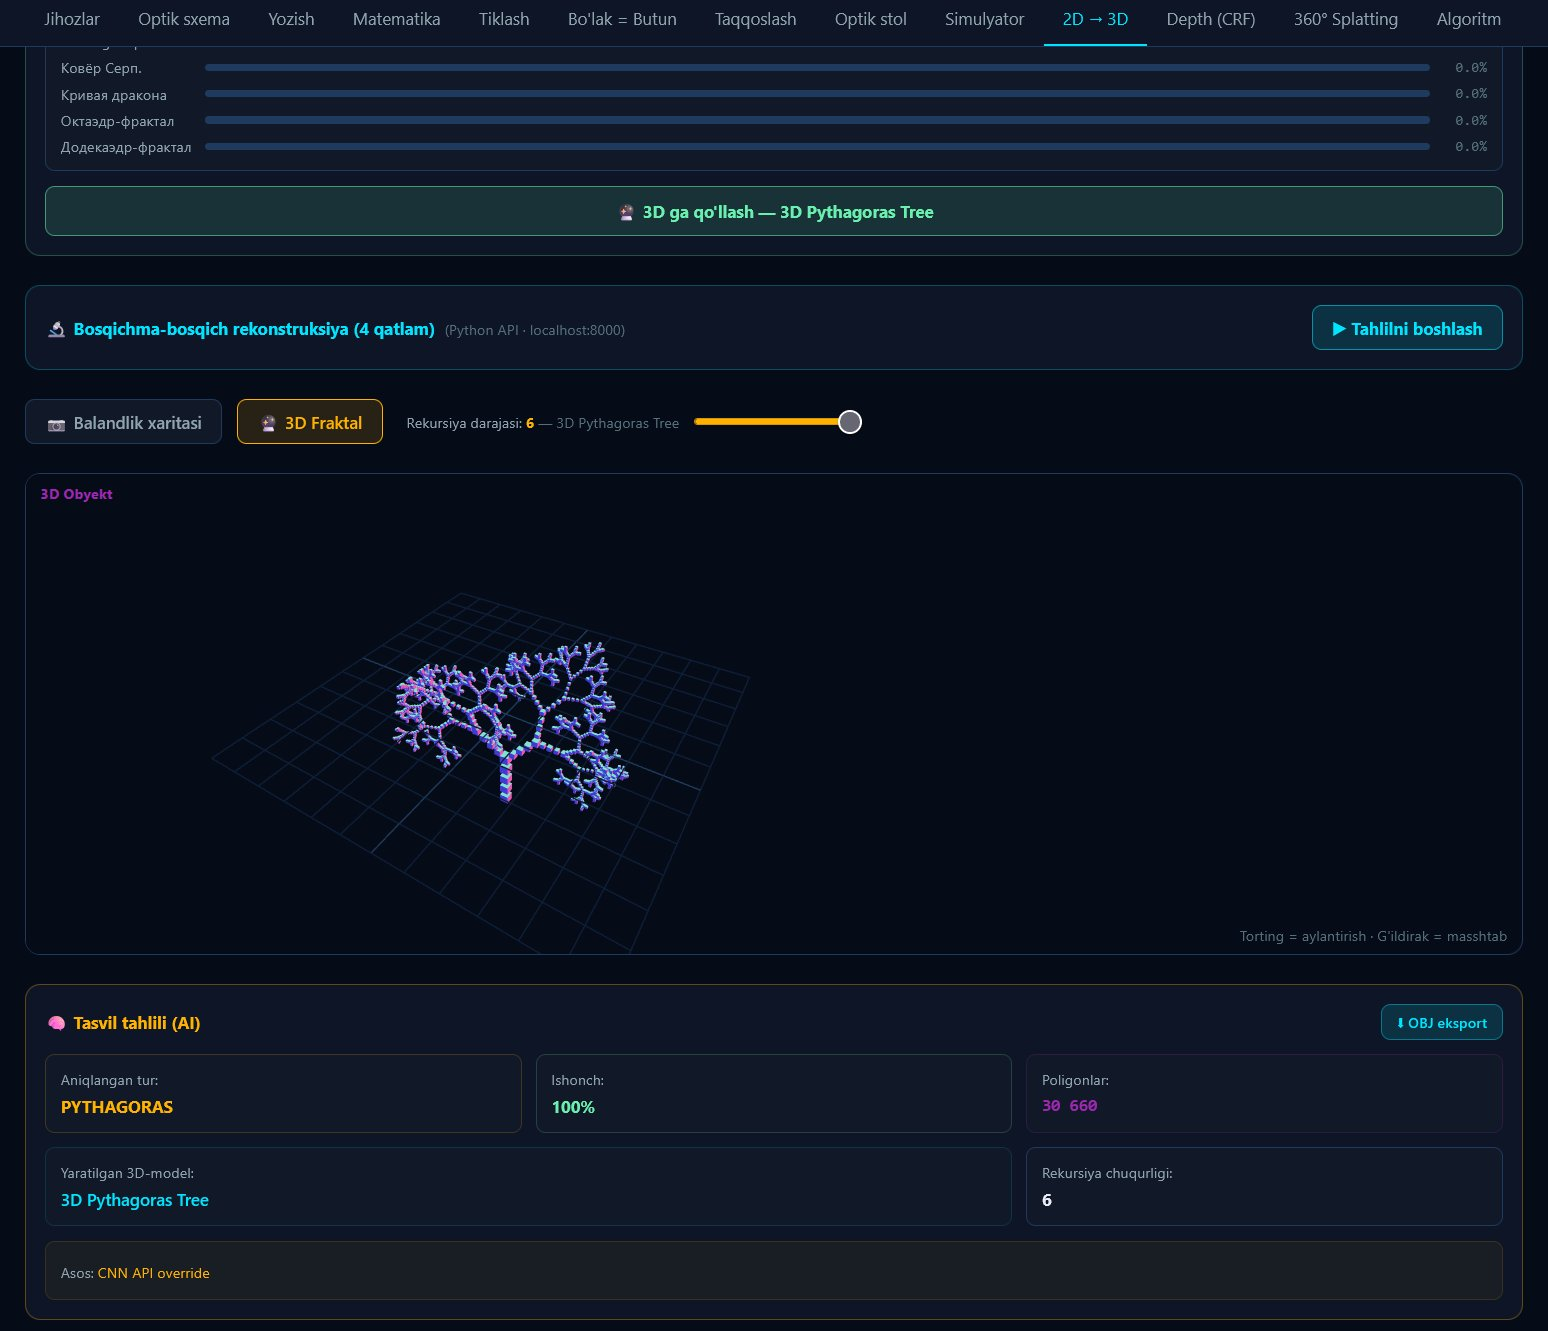 Jihozlar Optik sxema Yozish Matematika Tiklash Bo'lak = Butun Taqqoslash Optik stol Simulyator 2D → 3D Depth (CRF) 360° Splatting Algoritm
Ковёр Серп. 0.0%
Кривая дракона 0.0%
Октаэдр-фрактал 0.0%
Додекаэдр-фрактал 0.0%
3D ga qo'llash — 3D Pythagoras Tree
Bosqichma-bosqich rekonstruksiya (4 qatlam) (Python API · localhost:8000) ▶ Tahlilni boshlash
Balandlik xaritasi 3D Fraktal Rekursiya darajasi: 6 — 3D Pythagoras Tree
3D Obyekt
Torting = aylantirish · G'ildirak = masshtab
Tasvil tahlili (AI) ⬇ OBJ eksport
Aniqlangan tur: Ishonch: Poligonlar:
PYTHAGORAS 100% 30 660
Yaratilgan 3D-model: Rekursiya chuqurligi:
3D Pythagoras Tree 6
Asos: CNN API override